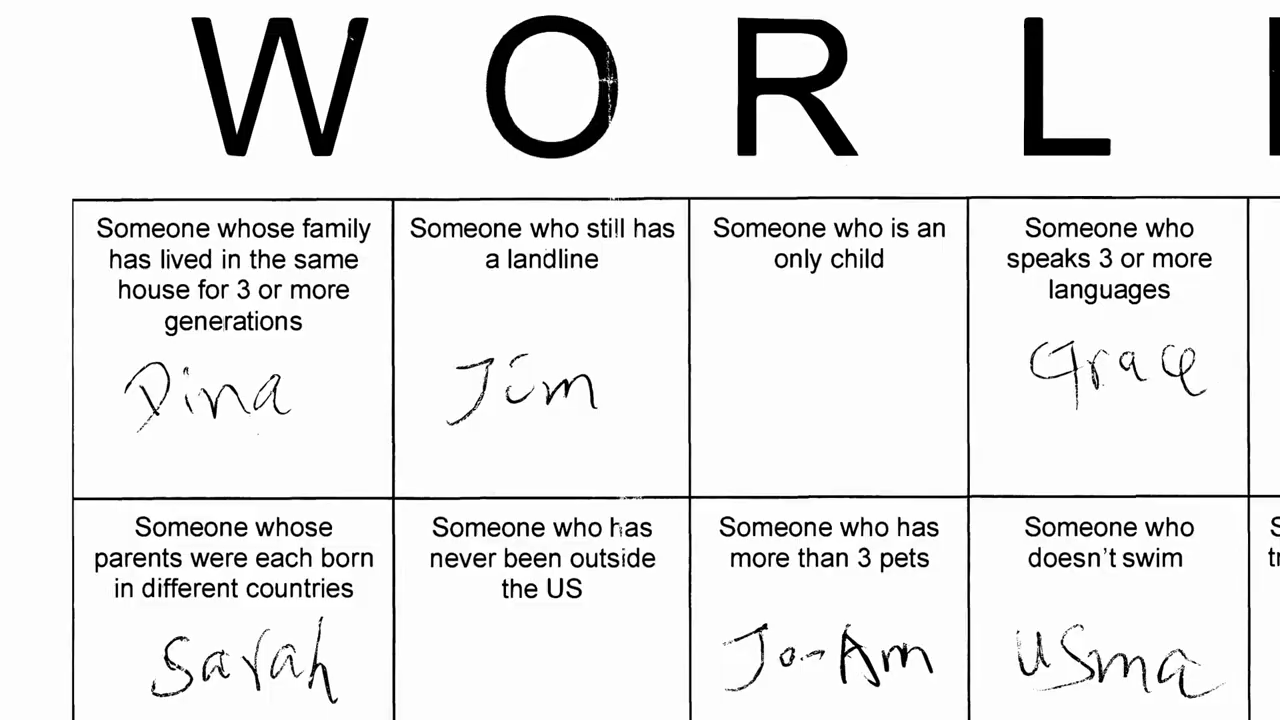 W O R L
Someone whose family
has lived in the same
house for 3 or more
generations
Dina
Someone who still has
a landline
Jim
Someone who is an
only child
Someone who
speaks 3 or more
languages
Grace
Someone whose
parents were each born
in different countries
Sarah
Someone who has
never been outside
the US
Someone who has
more than 3 pets
Jo-Ann
Someone who
doesn't swim
Usma